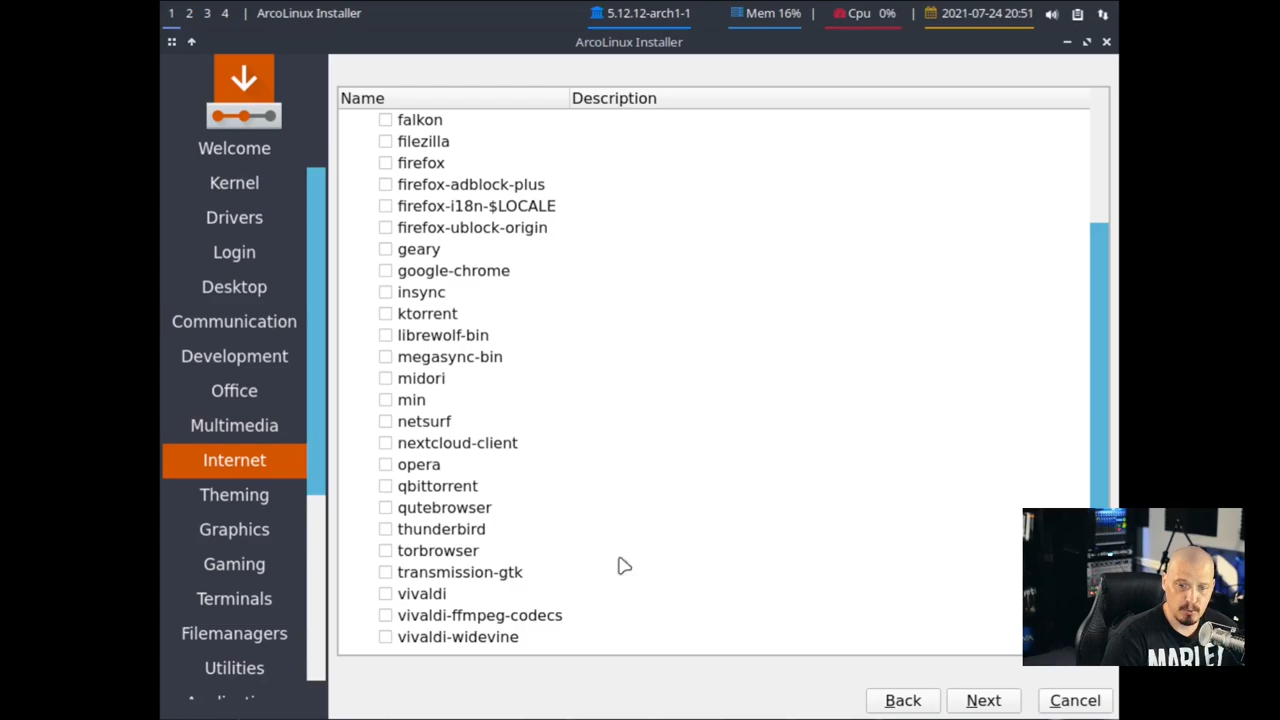 1 2 3 4 | ArcoLinux Installer
5.12.12-arch1-1
Mem 16% |
Cpu 0% |
2021-07-24 20:51
ArcoLinux Installer
Welcome
Kernel
Drivers
Login
Desktop
Communication
Development
Office
Multimedia
Internet
Theming
Graphics
Gaming
Terminals
Filemanagers
Utilities
Name Description
falkon
filezilla
firefox
firefox-adblock-plus
firefox-i18n-$LOCALE
firefox-ublock-origin
geary
google-chrome
insync
ktorrent
librewolf-bin
megasync-bin
midori
min
netsurf
nextcloud-client
opera
qbittorrent
qutebrowser
thunderbird
torbrowser
transmission-gtk
vivaldi
vivaldi-ffmpeg-codecs
vivaldi-widevine
Back Next Cancel